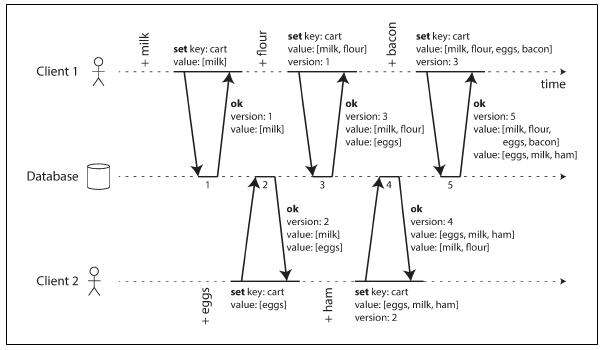 + milk
set key: cart
value: [milk]
+ flour
set key: cart
value: [milk, flour]
version: 1
+ bacon
set key: cart
value: [milk, flour, eggs, bacon]
version: 3
Client 1
time
ok
version: 1
value: [milk]
ok
version: 3
value: [milk, flour]
value: [eggs]
ok
version: 5
value: [milk, flour,
eggs, bacon]
value: [eggs, milk, ham]
Database
1
2
3
4
5
ok
version: 2
value: [milk]
value: [eggs]
ok
version: 4
value: [eggs, milk, ham]
value: [milk, flour]
Client 2
+ eggs
set key: cart
value: [eggs]
+ ham
set key: cart
value: [eggs, milk, ham]
version: 2